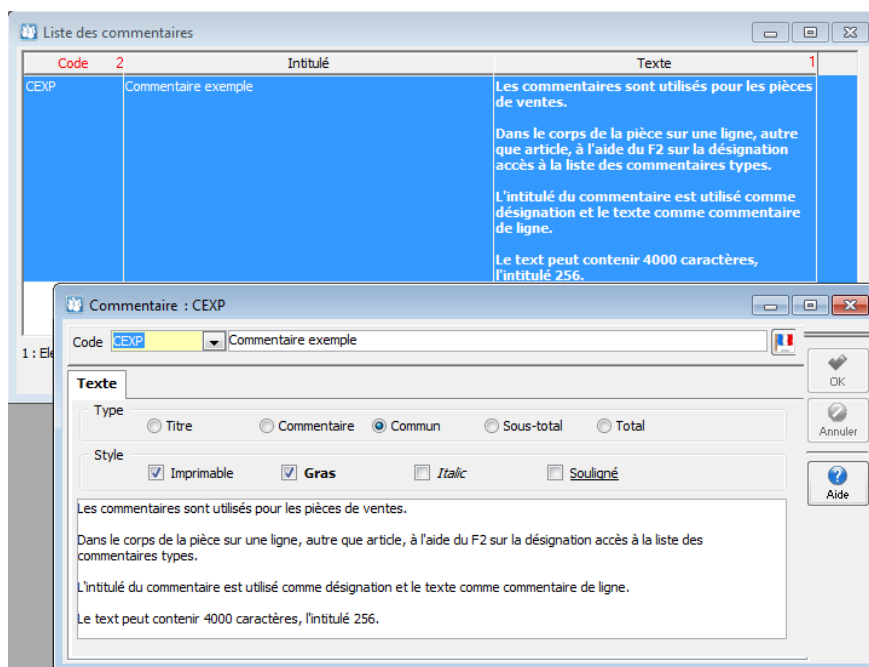 Liste des commentaires
Code 2 Intitulé Texte 1
CEXP Commentaire exemple Les commentaires sont utilisés pour les pièces
de ventes.
Dans le corps de la pièce sur une ligne, autre
que article, à l'aide du F2 sur la désignation
accès à la liste des commentaires types.
L'intitulé du commentaire est utilisé comme
désignation et le texte comme commentaire
de ligne.
Le text peut contenir 4000 caractères,
l'intitulé 256.
Commentaire : CEXP
Code CEXP Commentaire exemple
1 : Ele
OK
Texte
Type
Titre Commentaire Commun Sous-total Total
Annuler
Style
Imprimable Gras Italic Souligné
Aide
Les commentaires sont utilisés pour les pièces de ventes.
Dans le corps de la pièce sur une ligne, autre que article, à l'aide du F2 sur la désignation accès à la liste des
commentaires types.
L'intitulé du commentaire est utilisé comme désignation et le texte comme commentaire de ligne.
Le text peut contenir 4000 caractères, l'intitulé 256.